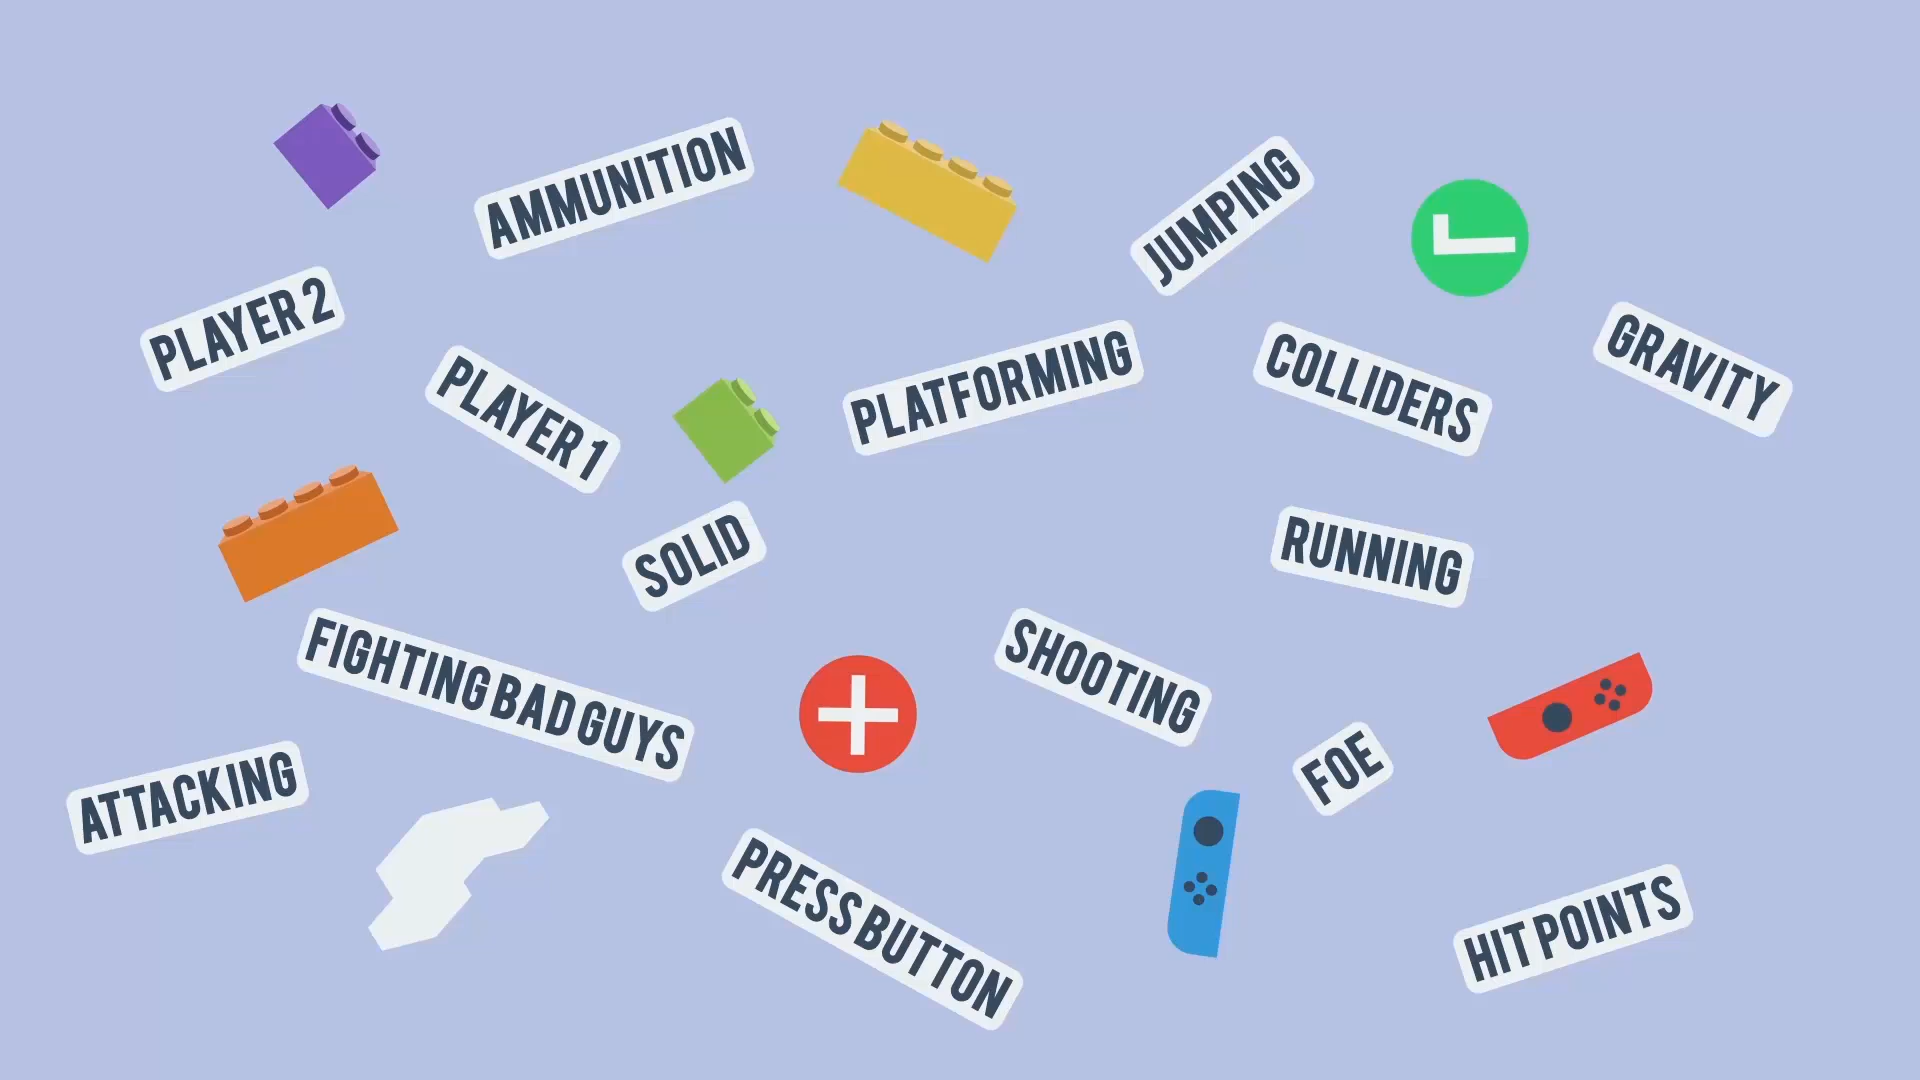 AMMUNITION
JUMPING
PLAYER 2
GRAVITY
PLAYER 1
PLATFORMING
COLLIDERS
SOLID
RUNNING
FIGHTING BAD GUYS
SHOOTING
FOE
ATTACKING
PRESS BUTTON
HIT POINTS